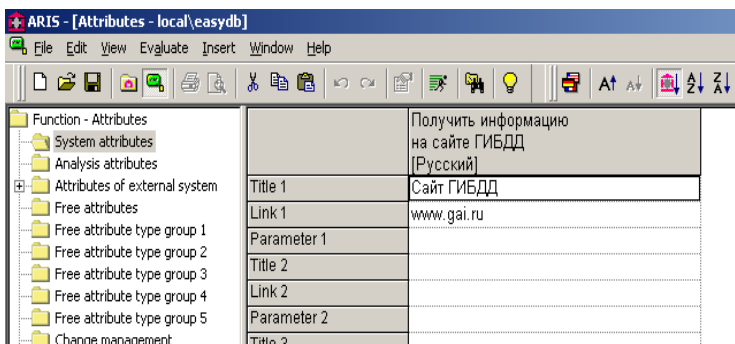 ARIS - [Attributes - local\easydb]
File Edit View Evaluate Insert Window Help
Function - Attributes
System attributes
Analysis attributes
Attributes of external system
Free attributes
Free attribute type group 1
Free attribute type group 2
Free attribute type group 3
Free attribute type group 4
Free attribute type group 5
Change management
Получить информацию
на сайте ГИБДД
[Русский]
Title 1 Сайт ГИБДД
Link 1 www.gai.ru
Parameter 1
Title 2
Link 2
Parameter 2
Title 3